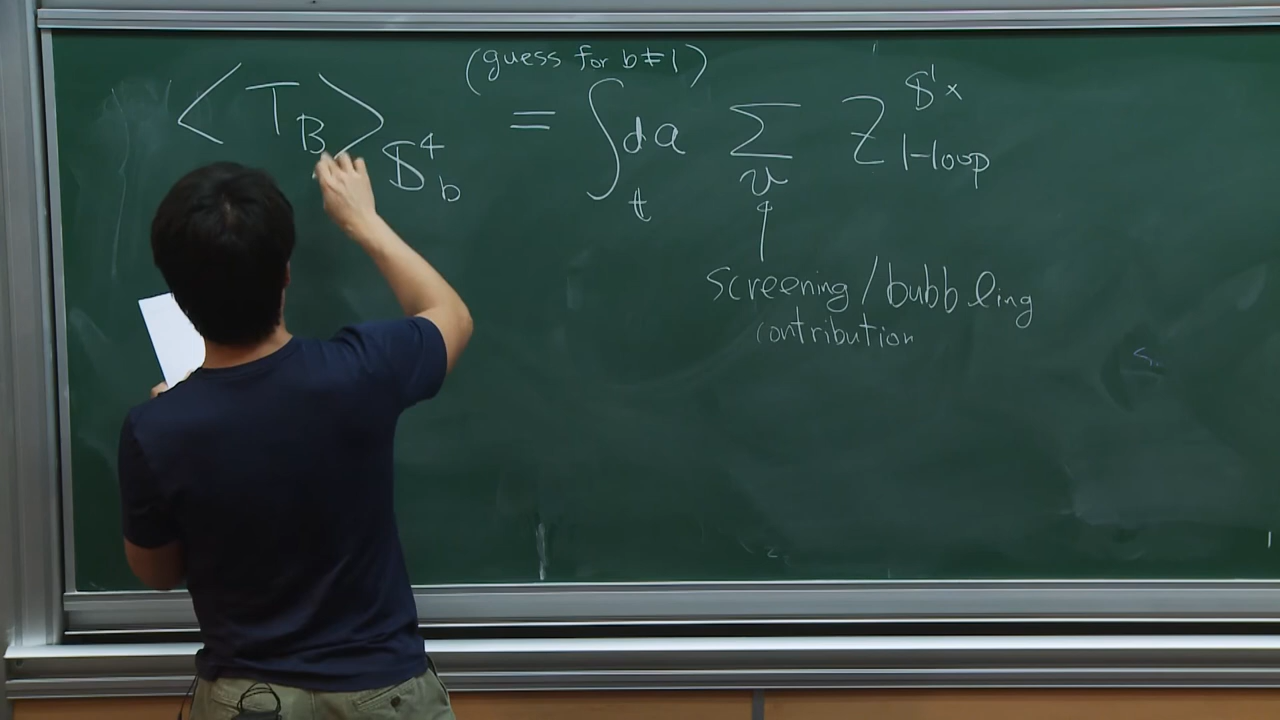 (guess for b≠1)
⟨T_B⟩_{S^4_b} = ∫_t da Σ_v Z^{S^1×}_{1-loop}
screening/bubbling
contribution